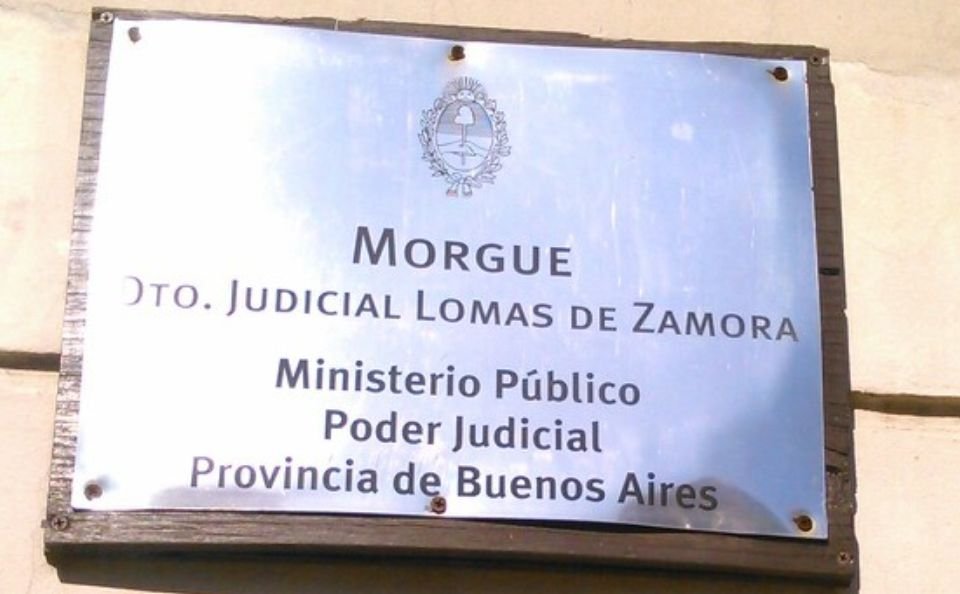 MORGUE
DTO. JUDICIAL LOMAS DE ZAMORA
Ministerio Público
Poder Judicial
Provincia de Buenos Aires